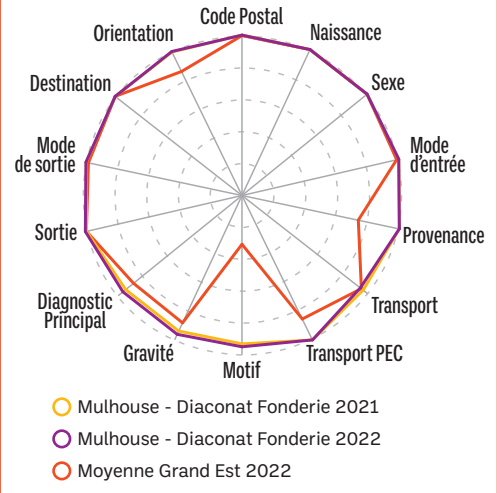 Code Postal
Naissance
Sexe
Mode
d'entrée
Provenance
Transport
Transport PEC
Motif
Gravité
Diagnostic
Principal
Sortie
Mode
de sortie
Destination
Orientation
Mulhouse - Diaconat Fonderie 2021
Mulhouse - Diaconat Fonderie 2022
Moyenne Grand Est 2022